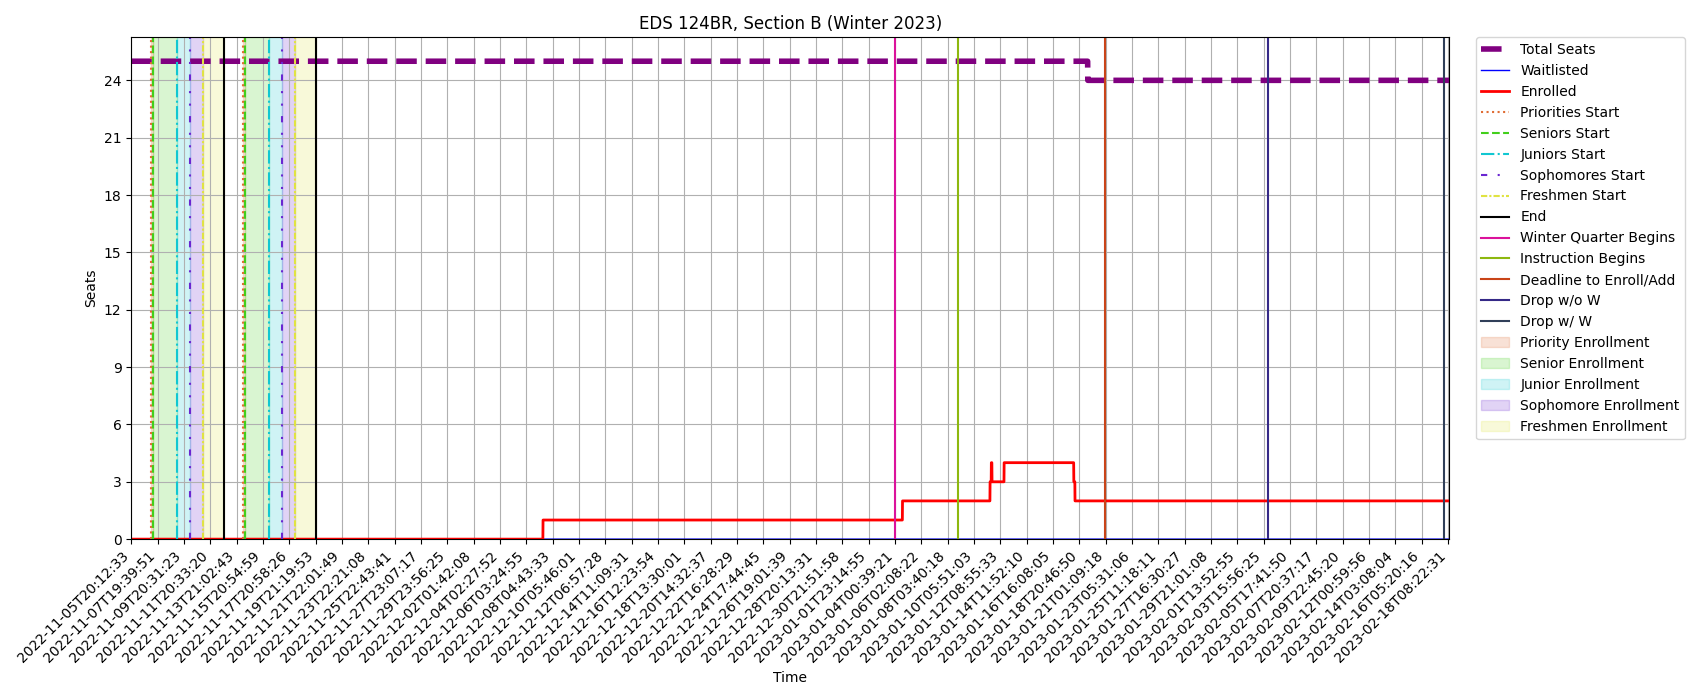 EDS 124BR, Section B (Winter 2023)
Seats
24
21
18
15
12
9
6
3
0
2022-11-05T20:12:33
2022-11-07T19:39:51
2022-11-09T20:31:23
2022-11-11T20:33:20
2022-11-13T21:02:43
2022-11-15T20:54:59
2022-11-17T20:58:26
2022-11-19T21:19:53
2022-11-21T22:01:49
2022-11-23T22:21:08
2022-11-25T22:43:41
2022-11-27T23:07:17
2022-11-29T23:56:25
2022-12-02T01:42:08
2022-12-04T02:27:52
2022-12-06T03:24:55
2022-12-08T04:43:33
2022-12-10T05:46:01
2022-12-12T06:57:28
2022-12-14T11:09:31
2022-12-16T12:23:54
2022-12-18T13:30:01
2022-12-20T14:32:37
2022-12-22T16:28:29
2022-12-24T17:44:45
2022-12-26T19:01:39
2022-12-28T20:13:31
2022-12-30T21:51:58
2023-01-01T23:14:55
2023-01-04T00:39:21
2023-01-06T02:08:22
2023-01-08T03:40:18
2023-01-10T05:51:03
2023-01-12T08:55:33
2023-01-14T11:52:10
2023-01-16T16:08:05
2023-01-18T20:46:50
2023-01-21T01:09:18
2023-01-23T05:31:06
2023-01-25T11:18:11
2023-01-27T16:30:27
2023-01-29T21:01:08
2023-02-01T13:52:55
2023-02-03T15:56:25
2023-02-05T17:41:50
2023-02-07T20:37:17
2023-02-09T22:45:20
2023-02-12T00:59:56
2023-02-14T03:08:04
2023-02-16T05:20:16
2023-02-18T08:22:31
Time
Total Seats
Waitlisted
Enrolled
Priorities Start
Seniors Start
Juniors Start
Sophomores Start
Freshmen Start
End
Winter Quarter Begins
Instruction Begins
Deadline to Enroll/Add
Drop w/o W
Drop w/ W
Priority Enrollment
Senior Enrollment
Junior Enrollment
Sophomore Enrollment
Freshmen Enrollment